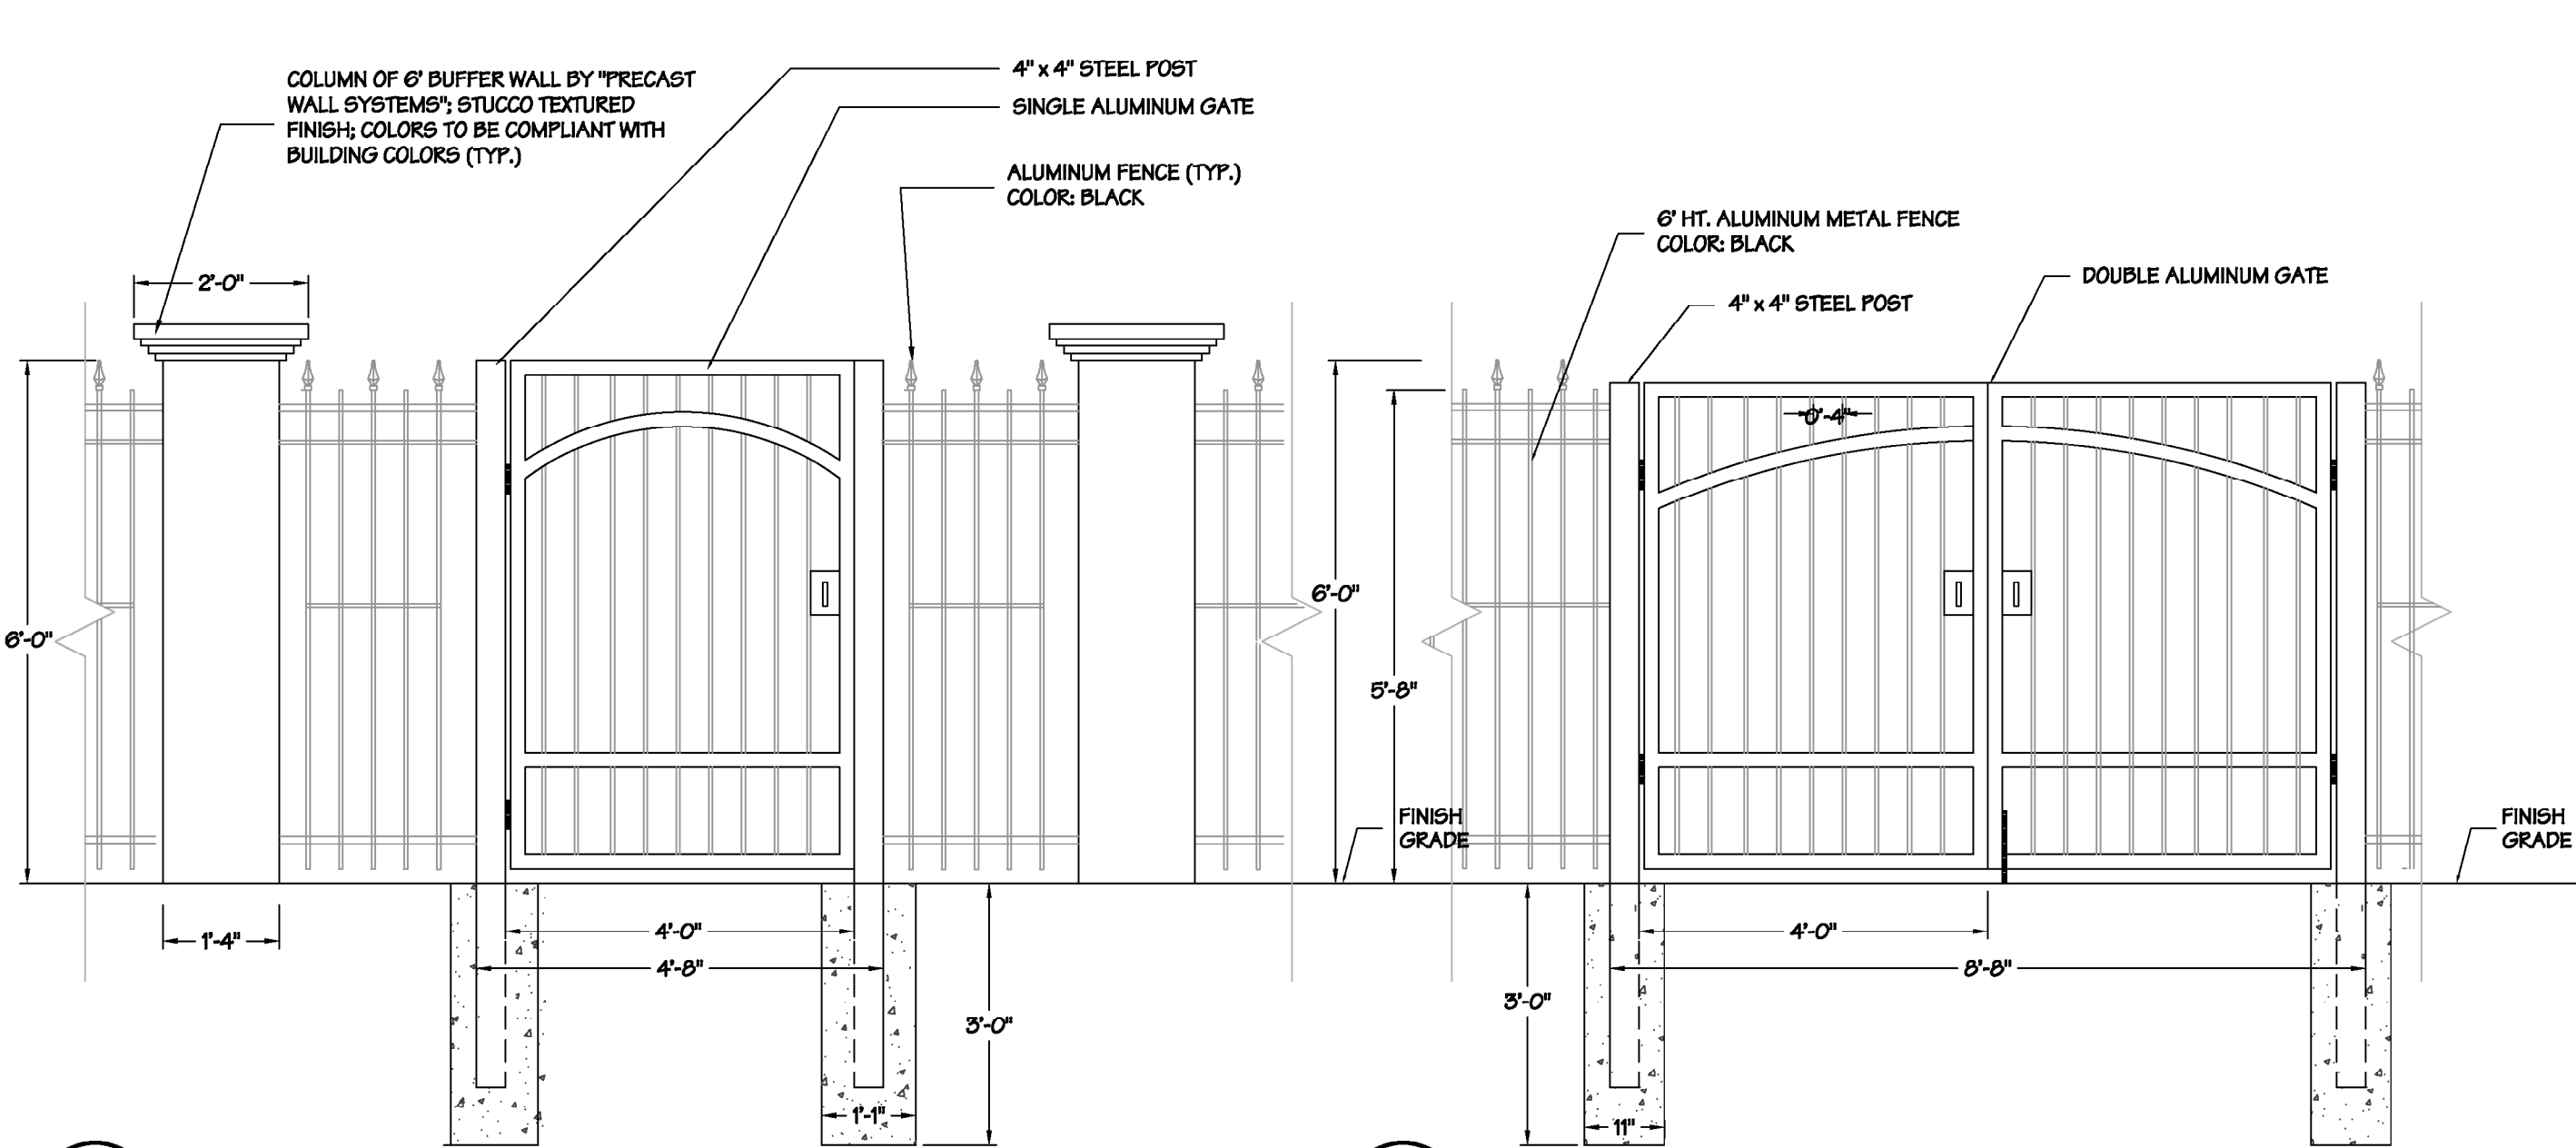 COLUMN OF 6' BUFFER WALL BY "PRECAST
WALL SYSTEMS"; STUCCO TEXTURED
FINISH; COLORS TO BE COMPLIANT WITH
BUILDING COLORS (TYP.)
4" x 4" STEEL POST
SINGLE ALUMINUM GATE
ALUMINUM FENCE (TYP.)
COLOR: BLACK
2'-0"
6'-0"
1'-4"
4'-0"
4'-8"
3'-0"
1'-1"
6' HT. ALUMINUM METAL FENCE
COLOR: BLACK
4" x 4" STEEL POST
DOUBLE ALUMINUM GATE
0'-4"
6'-0"
5'-8"
FINISH
GRADE
FINISH
GRADE
4'-0"
8'-8"
3'-0"
11"